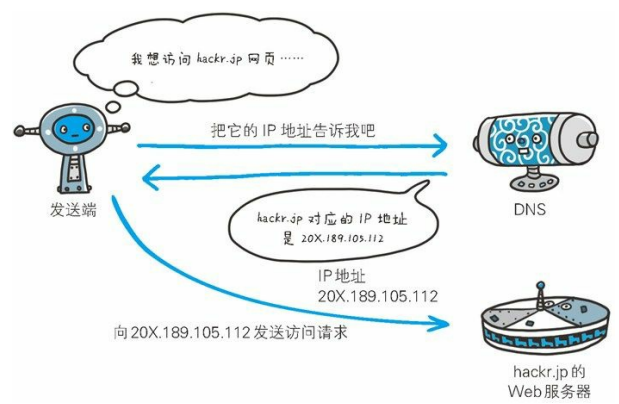 我想访问 hackr.jp 网页……
把它的 IP 地址告诉我吧
发送端
DNS
hackr.jp 对应的 IP 地址
是 20X.189.105.112
IP地址
20X.189.105.112
向20X.189.105.112发送访问请求
hackr.jp的
Web服务器